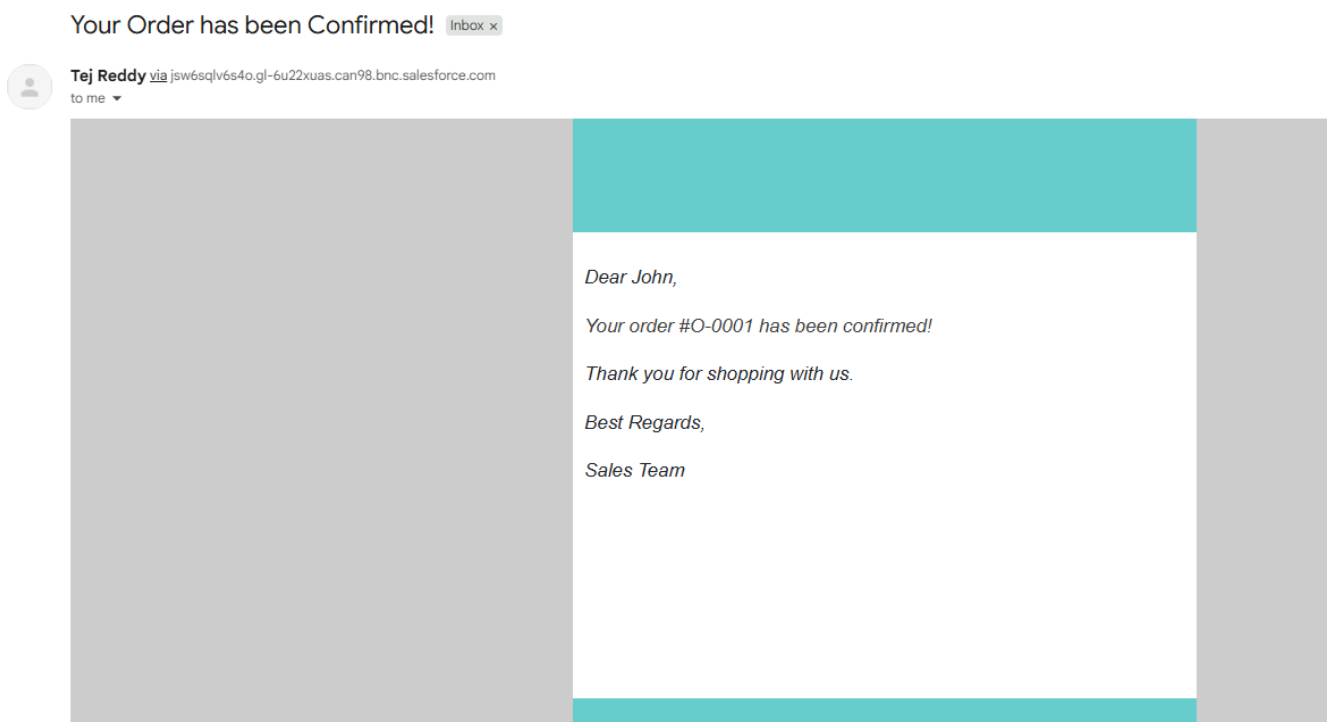 Your Order has been Confirmed! Inbox ×
Tej Reddy via jsw6sqlv6s4o.gl-6u22xuas.can98.bnc.salesforce.com
to me
Dear John,
Your order #O-0001 has been confirmed!
Thank you for shopping with us.
Best Regards,
Sales Team